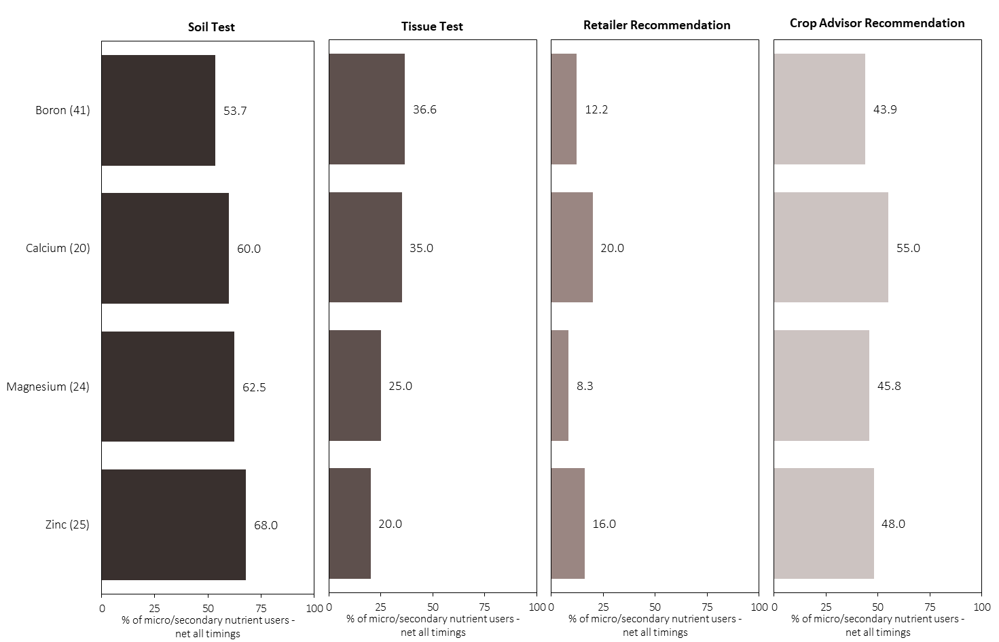 Soil Test
Tissue Test
Retailer Recommendation
Crop Advisor Recommendation
Boron (41)
53.7
36.6
12.2
43.9
Calcium (20)
60.0
35.0
20.0
55.0
Magnesium (24)
62.5
25.0
8.3
45.8
Zinc (25)
68.0
20.0
16.0
48.0
0 25 50 75 100
0 25 50 75 100
0 25 50 75 100
0 25 50 75 100
% of micro/secondary nutrient users -
net all timings
% of micro/secondary nutrient users -
net all timings
% of micro/secondary nutrient users -
net all timings
% of micro/secondary nutrient users -
net all timings